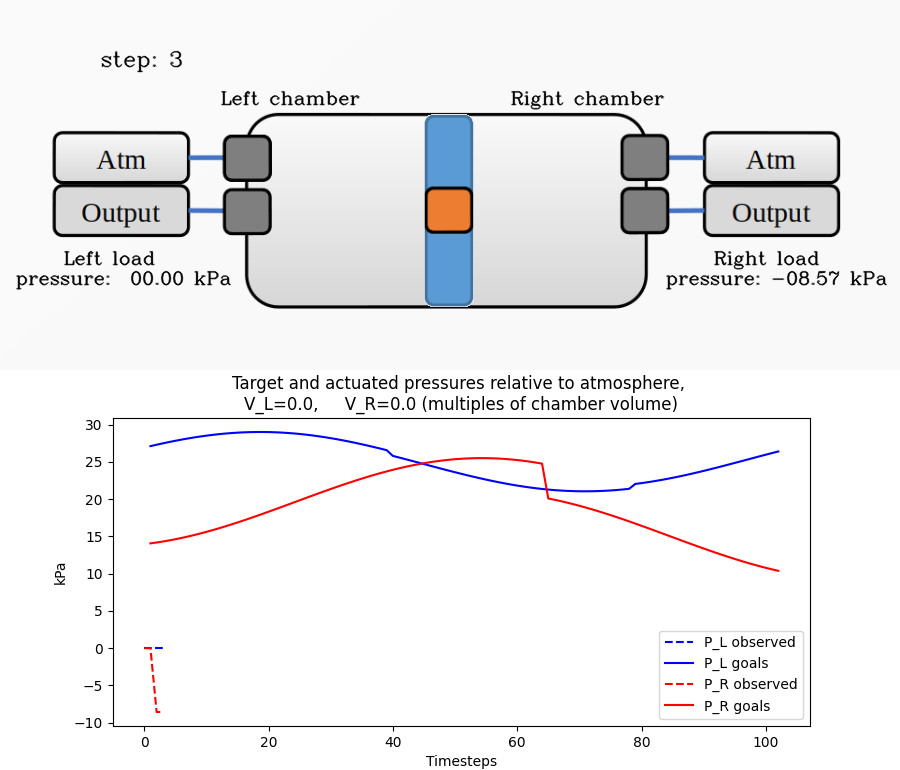 step: 3
Left chamber
Right chamber
Atm
Atm
Output
Output
Left load
pressure:  00.00 kPa
Right load
pressure: −08.57 kPa
Target and actuated pressures relative to atmosphere,
V_L=0.0,     V_R=0.0 (multiples of chamber volume)
30
25
20
15
10
5
0
−5
−10
kPa
P_L observed
P_L goals
P_R observed
P_R goals
0 20 40 60 80 100
Timesteps